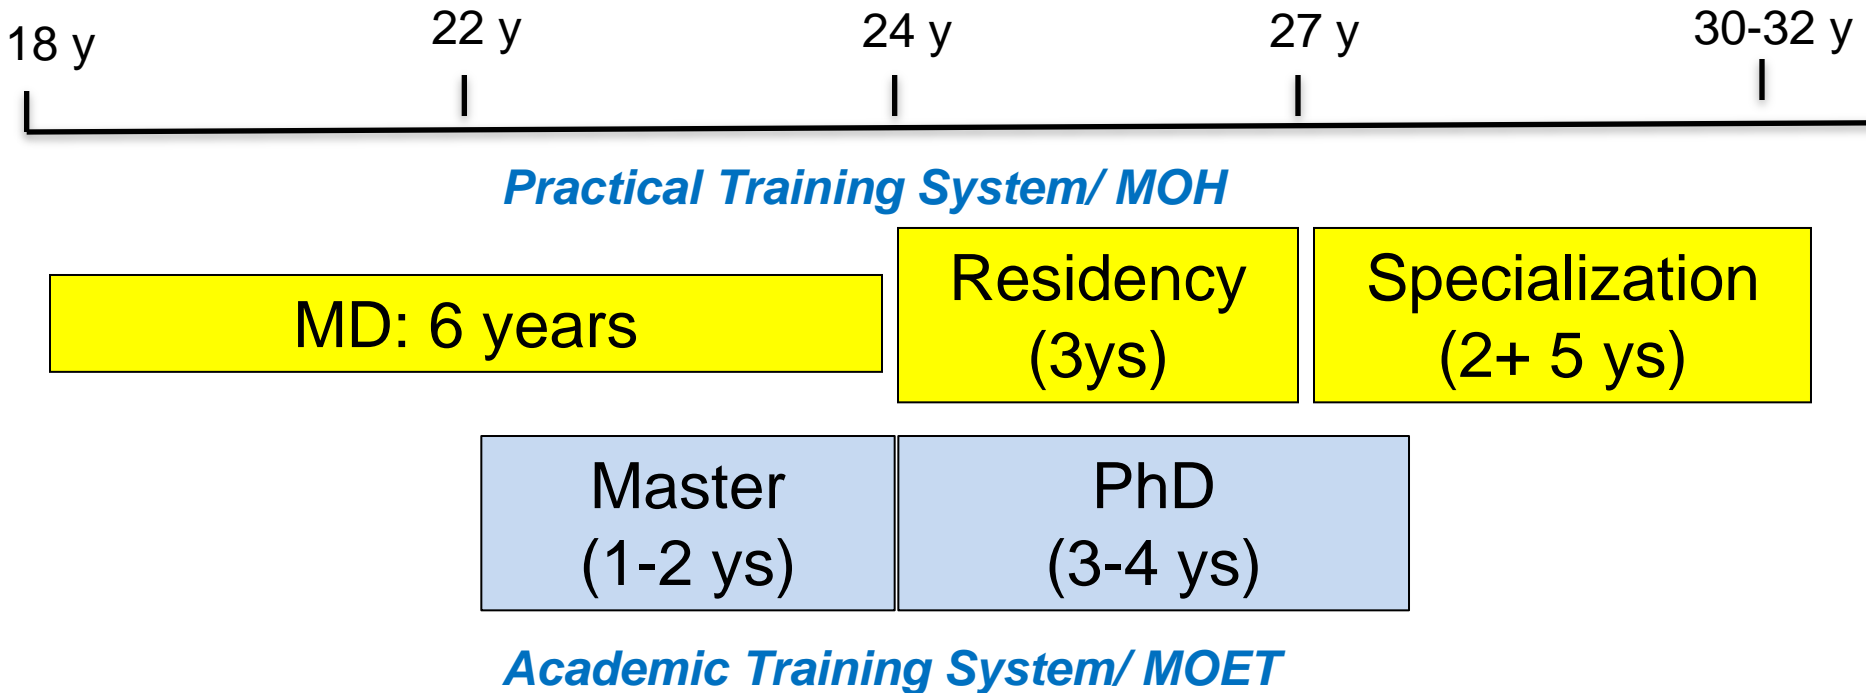 18 y
22 y
24 y
27 y
30-32 y
Practical Training System/ MOH
MD: 6 years
Residency
(3ys)
Specialization
(2+ 5 ys)
Master
(1-2 ys)
PhD
(3-4 ys)
Academic Training System/ MOET